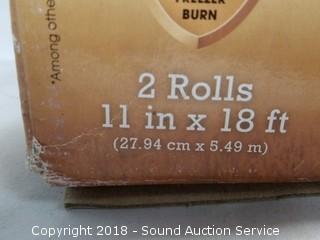 FREEZER
BURN
*Among othe
2 Rolls
11 in x 18 ft
(27.94 cm x 5.49 m)
Copyright 2018 - Sound Auction Service